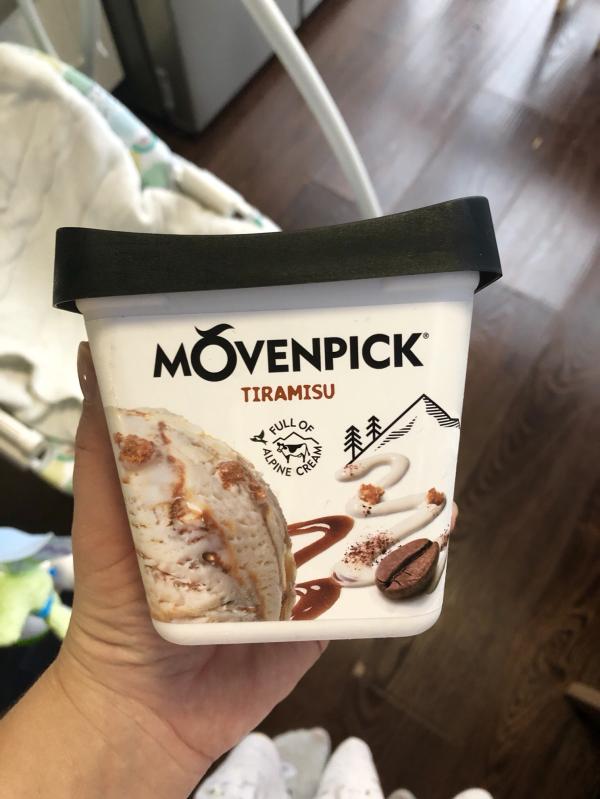 MÖVENPICK®
TIRAMISU
FULL OF
ALPINE CREAM